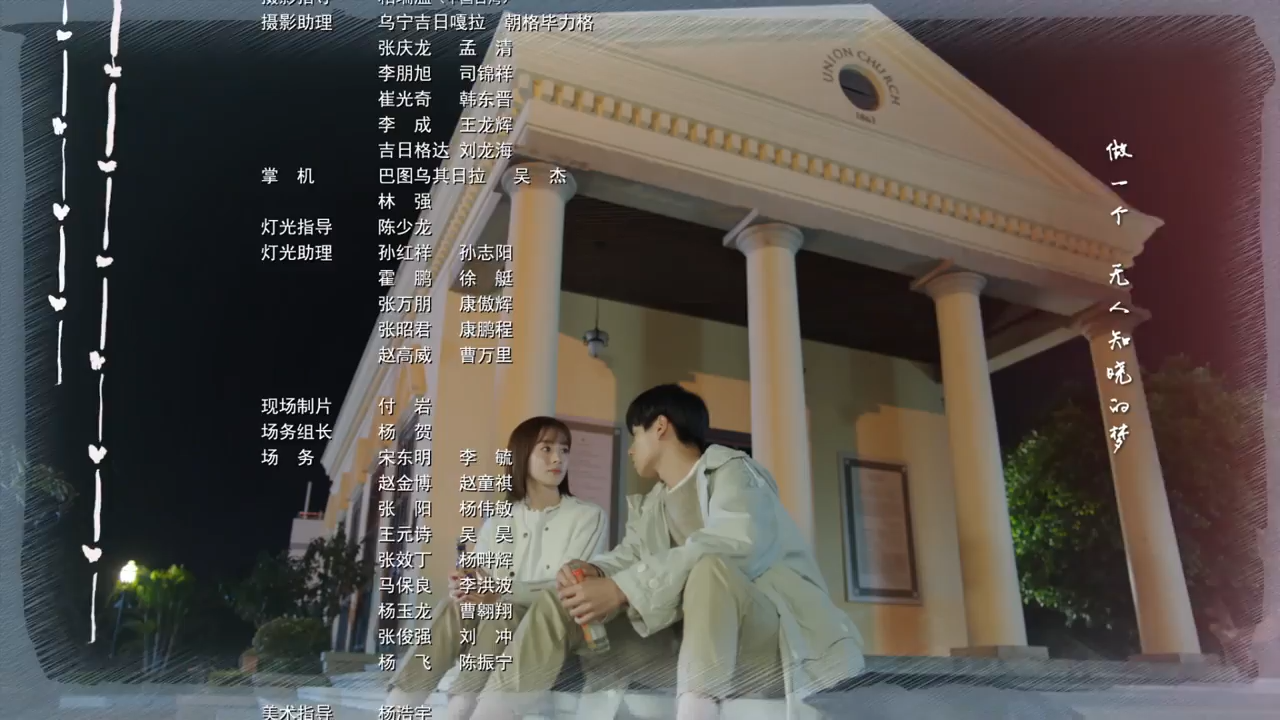 摄影助理 乌宁吉日嘎拉 朝格毕力格
张庆龙 孟 清
李朋旭 司锦祥
崔光奇 韩东晋
李 成 王龙辉
吉日格达 刘龙海
掌 机 巴图乌其日拉 吴 杰
林 强
灯光指导 陈少龙
灯光助理 孙红祥 孙志阳
霍 鹏 徐 艇
张万朋 康傲辉
张昭君 康鹏程
赵高威 曹万里
现场制片 付 岩
场务组长 杨 贺
场 务 宋东明 李 毓
赵金博 赵童祺
张 阳 杨伟敏
王元诗 吴 昊
张效丁 杨畔辉
马保良 李洪波
杨玉龙 曹翱翔
张俊强 刘 冲
杨 飞 陈振宁
美术指导 杨浩宇
UNION CHURCH
做一个 无人知晓的梦